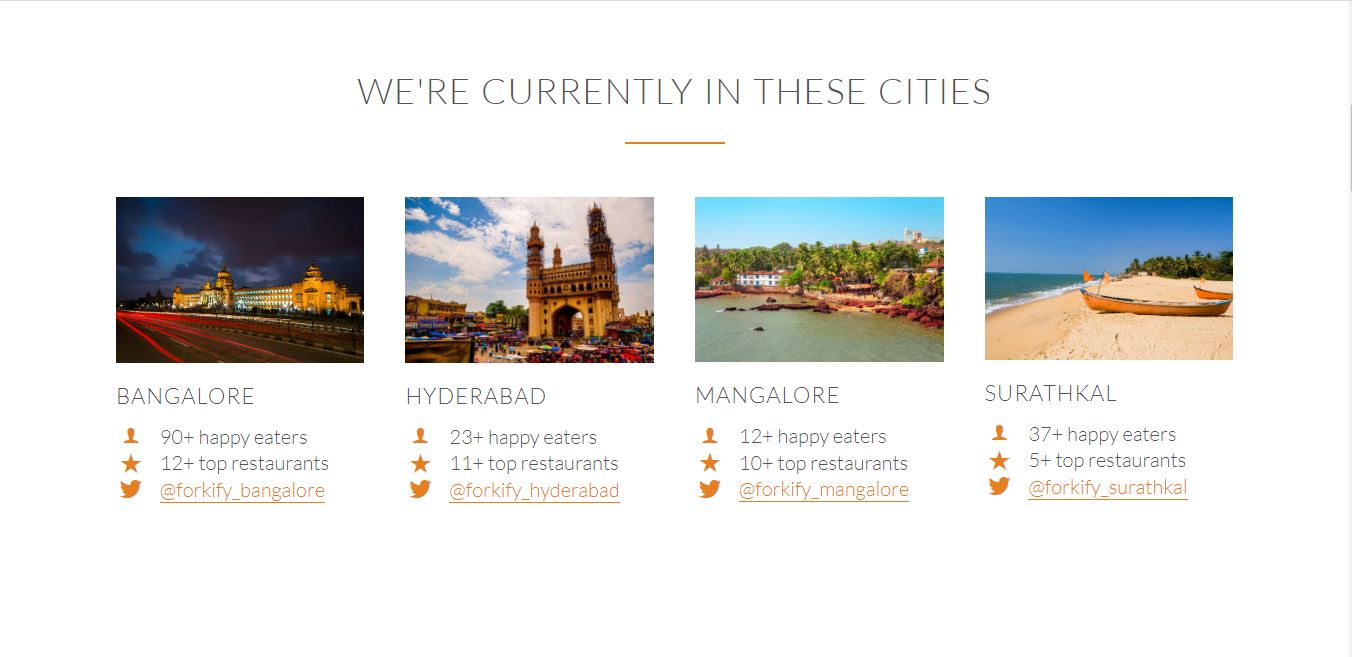 WE'RE CURRENTLY IN THESE CITIES
BANGALORE
90+ happy eaters
12+ top restaurants
@forkify_bangalore
HYDERABAD
23+ happy eaters
11+ top restaurants
@forkify_hyderabad
MANGALORE
12+ happy eaters
10+ top restaurants
@forkify_mangalore
SURATHKAL
37+ happy eaters
5+ top restaurants
@forkify_surathkal